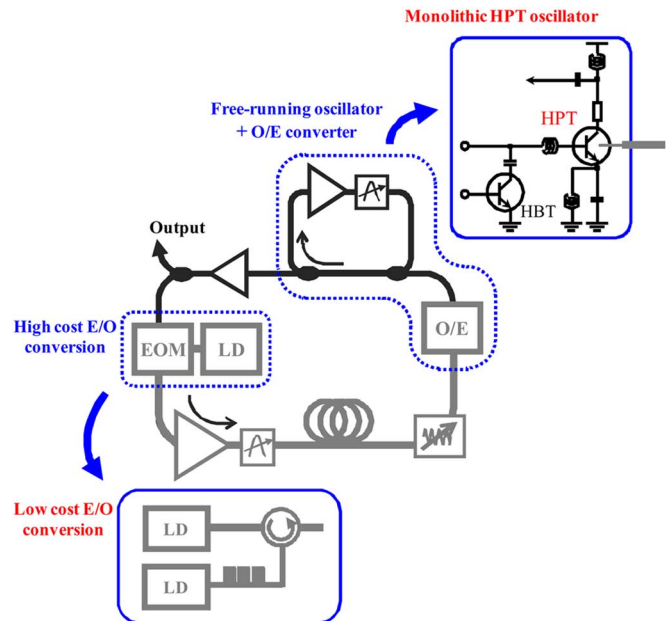 Monolithic HPT oscillator
Free-running oscillator
+ O/E converter
HPT
HBT
Output
High cost E/O
conversion
EOM
LD
O/E
Low cost E/O
conversion
LD
LD